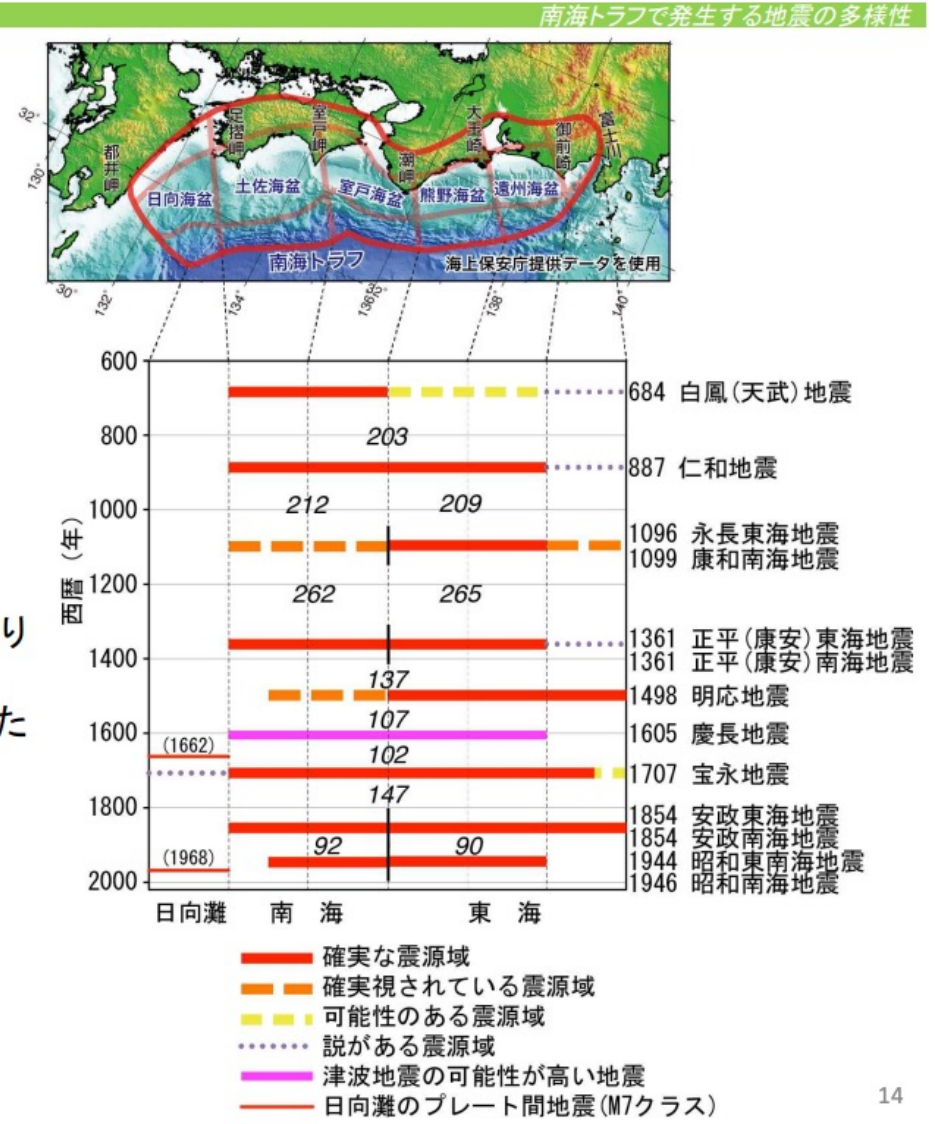 南海トラフで発生する地震の多様性
32°
130°
都井岬
足摺岬
室戸岬
潮岬
大王崎
御前崎
富士川
日向海盆
土佐海盆
室戸海盆
熊野海盆
遠州海盆
南海トラフ
海上保安庁提供データを使用
30°
132°
134°
138°
140°
西暦（年）
600
800
1000
1200
1400
1600
1800
2000
684 白鳳(天武)地震
203
887 仁和地震
212
209
1096 永長東海地震
1099 康和南海地震
262
265
り
1361 正平(康安)東海地震
1361 正平(康安)南海地震
137
1498 明応地震
た
107
1605 慶長地震
(1662)
102
1707 宝永地震
147
1854 安政東海地震
1854 安政南海地震
92
90
(1968)
1944 昭和東南海地震
1946 昭和南海地震
日向灘 南 海 東 海
確実な震源域
確実視されている震源域
可能性のある震源域
説がある震源域
津波地震の可能性が高い地震
日向灘のプレート間地震(M7クラス)
14